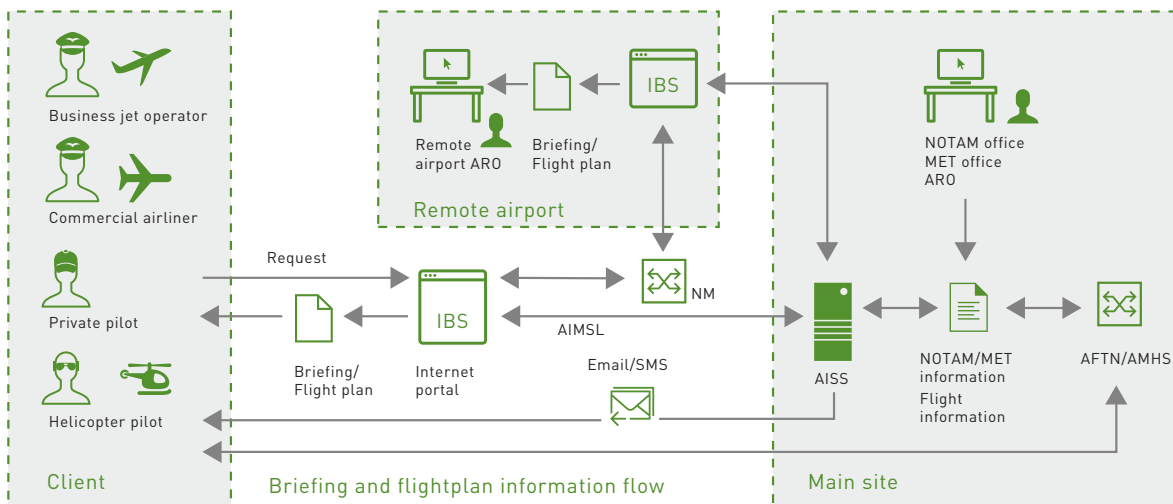 Business jet operator
Commercial airliner
Private pilot
Helicopter pilot
Client
IBS
Remote
airport ARO
Briefing/
Flight plan
Remote airport
Request
IBS
NM
AIMSL
Briefing/
Flight plan
Internet
portal
Email/SMS
Briefing and flightplan information flow
NOTAM office
MET office
ARO
AISS
NOTAM/MET
information
Flight
information
AFTN/AMHS
Main site